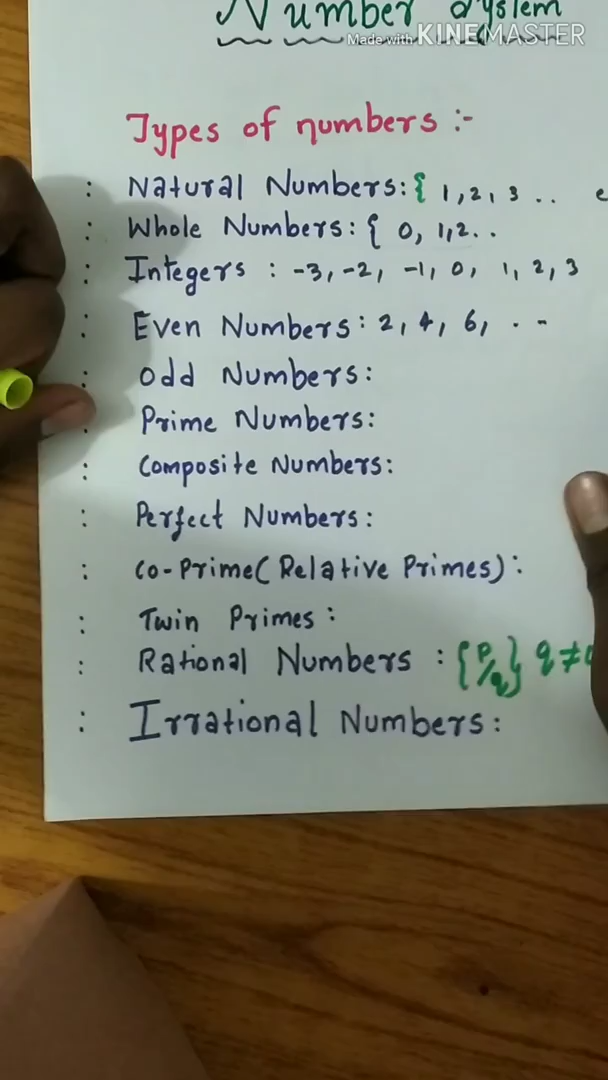 Number System
Made with KINEMASTER
Types of numbers :-
: Natural Numbers: { 1, 2, 3 .. e
: Whole Numbers: { 0, 1, 2..
: Integers : -3, -2, -1, 0, 1, 2, 3
: Even Numbers: 2, 4, 6, . -
: Odd Numbers:
: Prime Numbers:
: Composite Numbers:
: Perfect Numbers:
: Co-Prime( Relative Primes):
: Twin Primes:
: Rational Numbers : {P/q} q ≠ 0
: Irrational Numbers: